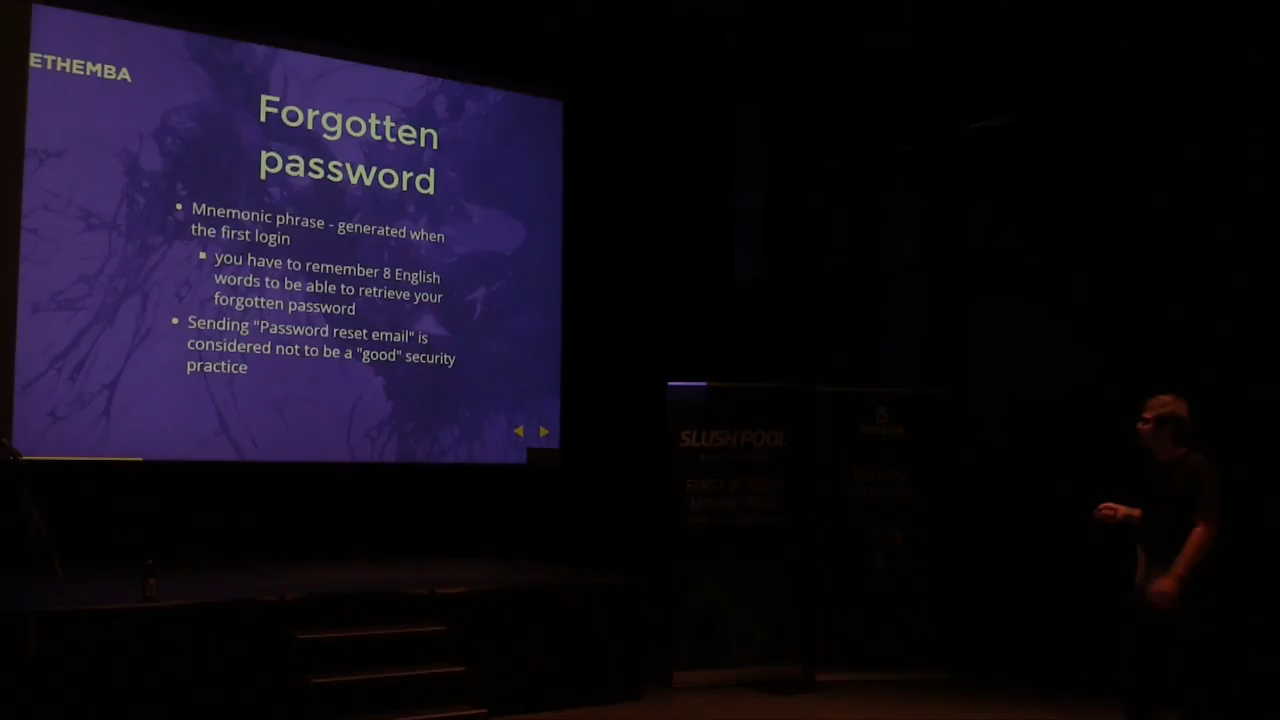 ETHEMBA
Forgotten
password
Mnemonic phrase - generated when
the first login
you have to remember 8 English
words to be able to retrieve your
forgotten password
Sending "Password reset email" is
considered not to be a "good" security
practice
SLUSH POOL